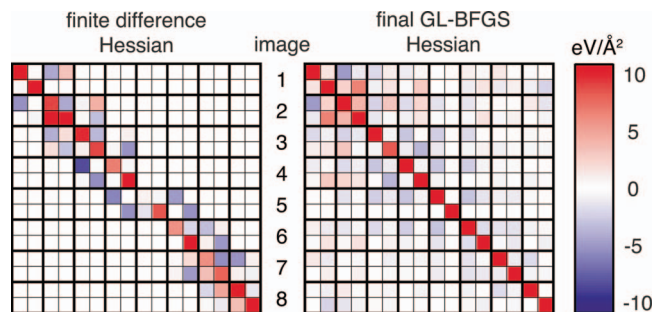 finite difference
Hessian
image
final GL-BFGS
Hessian
eV/Å²
1
2
3
4
5
6
7
8
10
5
0
-5
-10